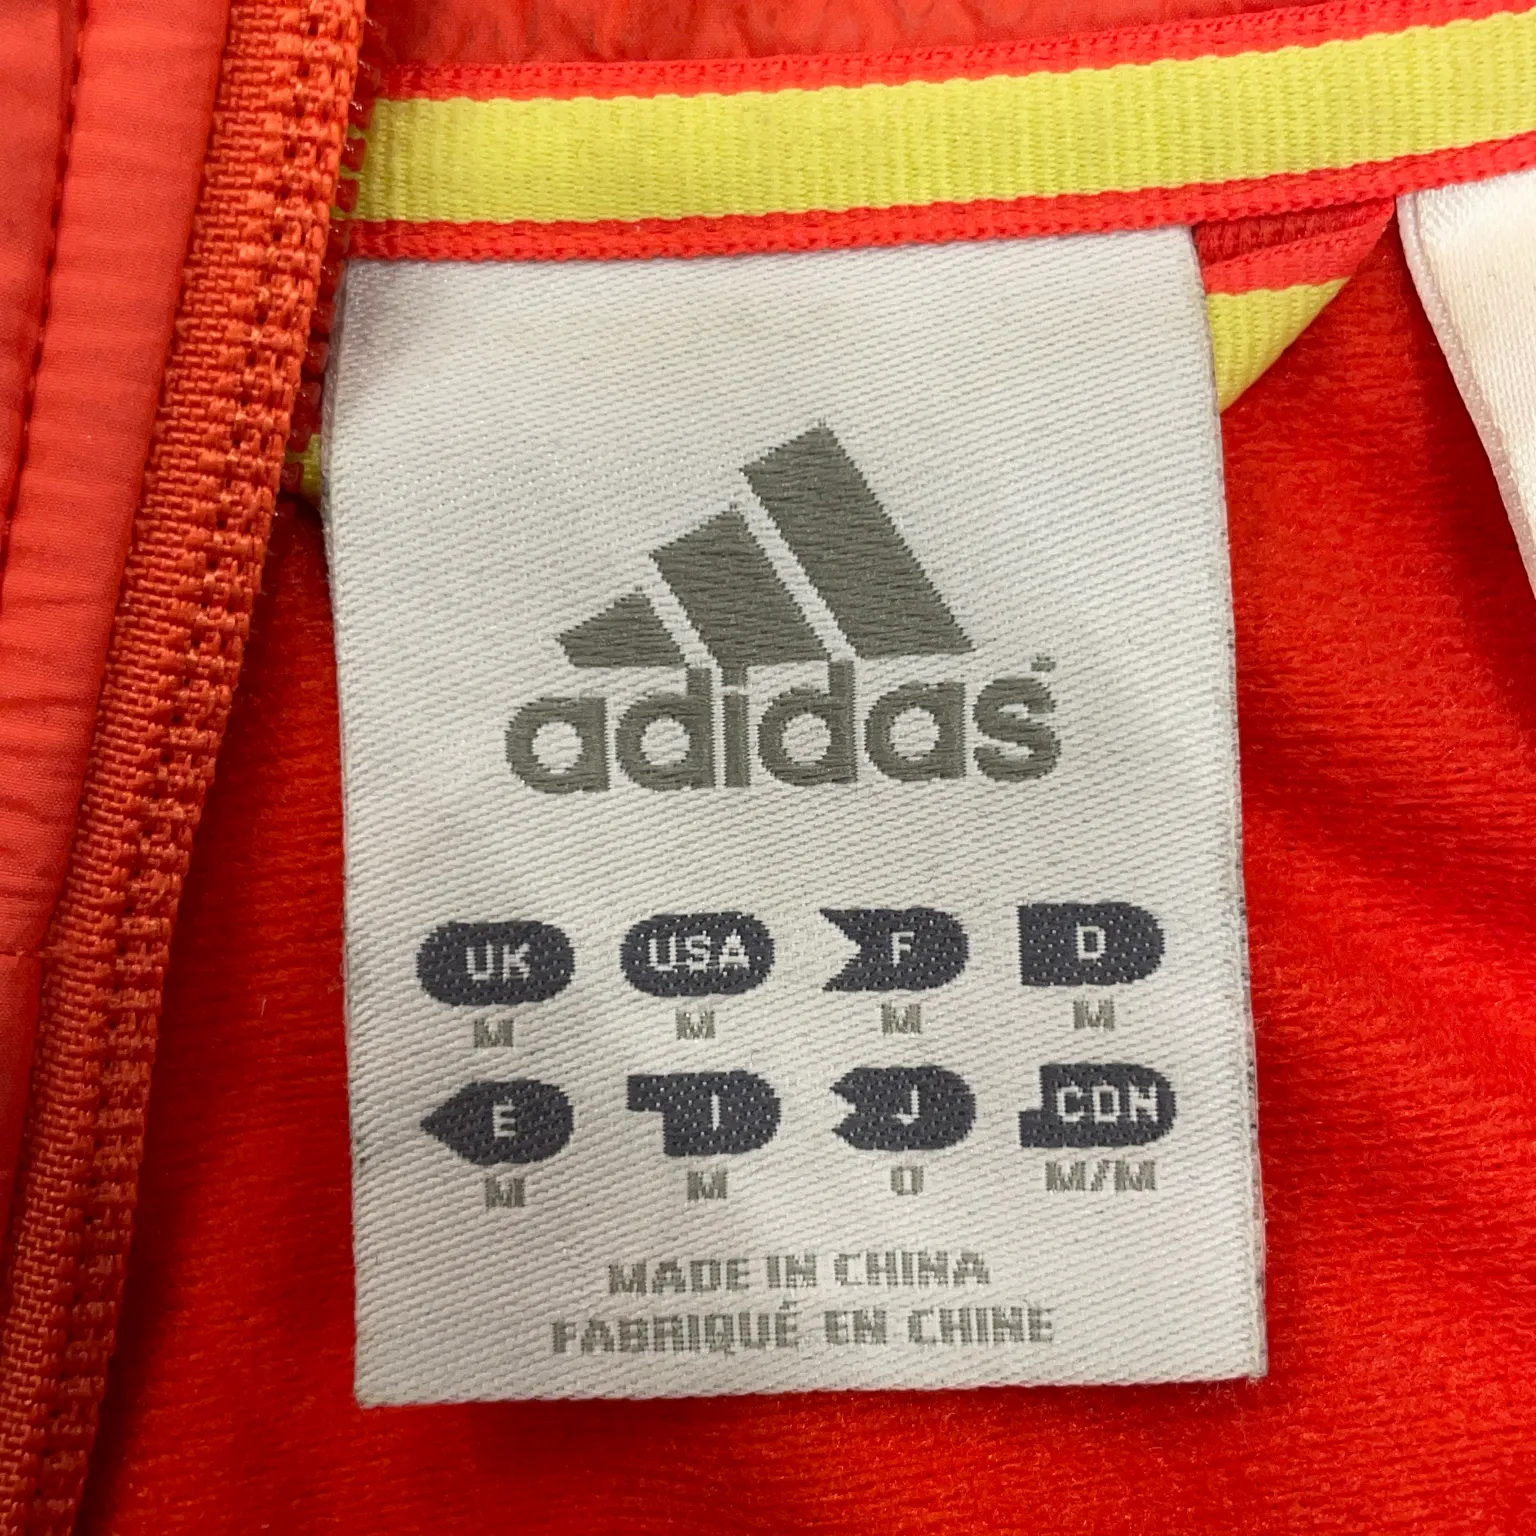 adidas
UK USA F D
M M M M
E I J CDN
M M O M/M
MADE IN CHINA
FABRIQUÉ EN CHINE